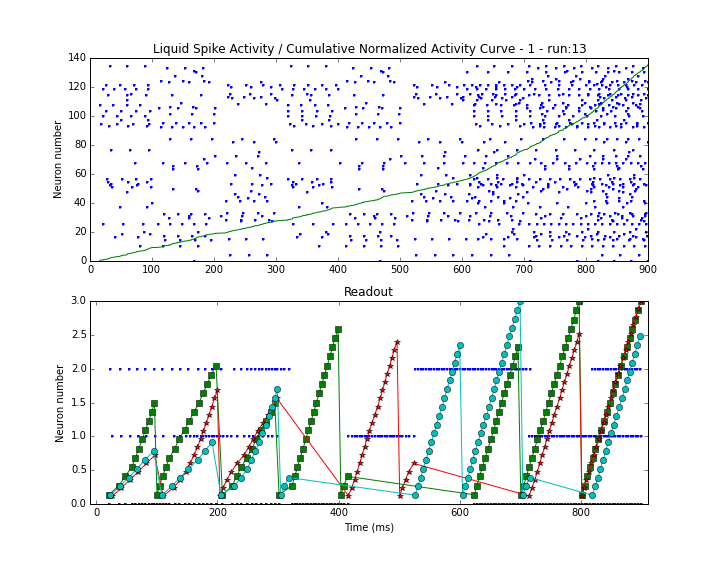 Liquid Spike Activity / Cumulative Normalized Activity Curve - 1 - run:13
140
120
100
80
60
40
20
0
Neuron number
0 100 200 300 400 500 600 700 800 900
Readout
3.0
2.5
2.0
1.5
1.0
0.5
0.0
Neuron number
0 200 400 600 800
Time (ms)